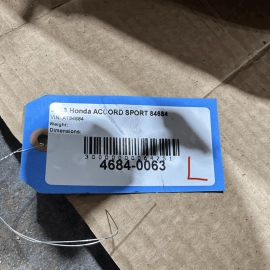 Honda ACCORD SPORT 84684
Weight:
Dimensions:
4684-0063
L